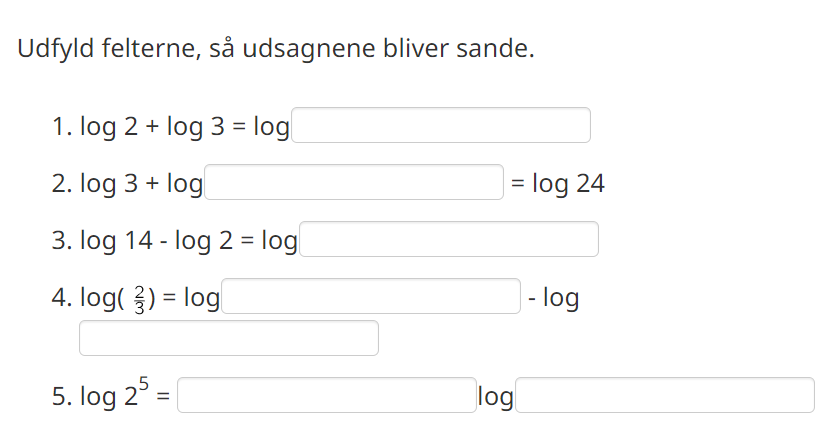 Udfyld felterne, så udsagnene bliver sande.
1. log 2 + log 3 = log
2. log 3 + log = log 24
3. log 14 - log 2 = log
4. log( 2/3) = log - log
5. log 2^5 = log